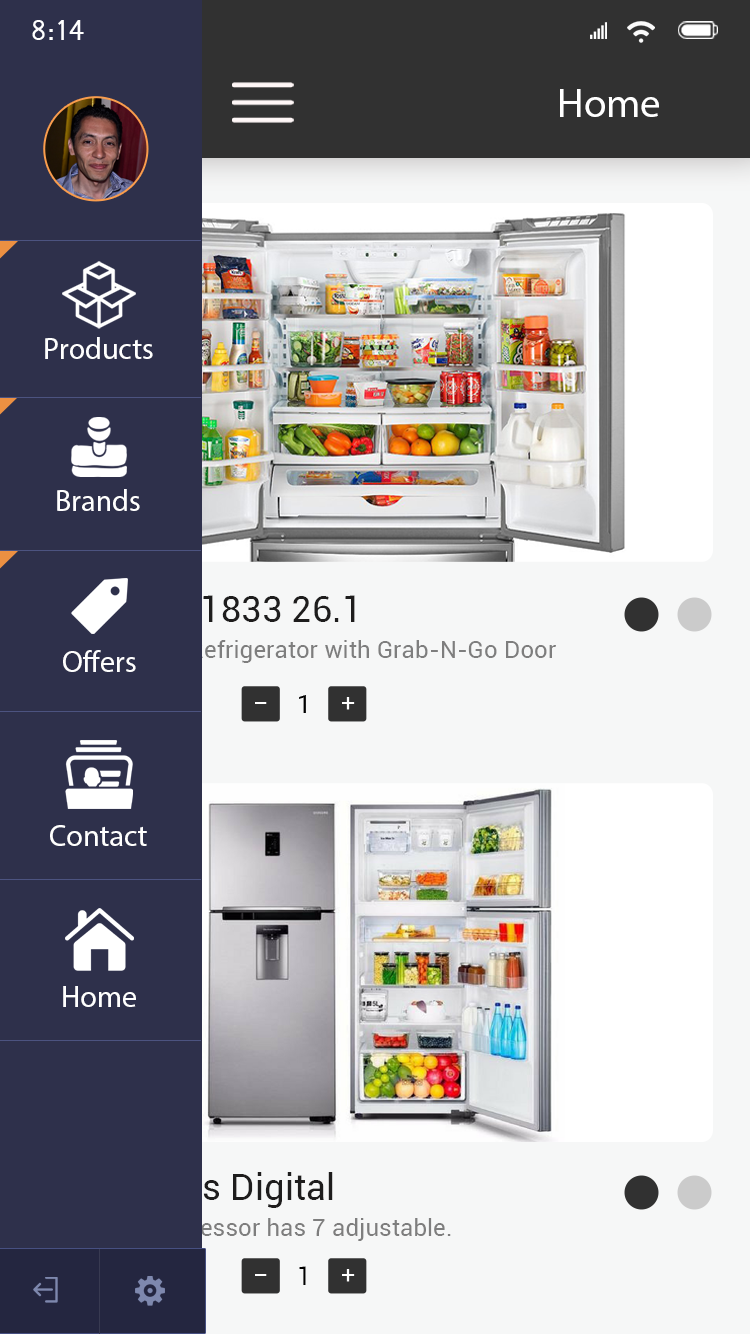 8:14
Home
Products
Brands
Offers
Contact
Home
1833 26.1
efrigerator with Grab-N-Go Door
− 1 +
s Digital
essor has 7 adjustable.
− 1 +